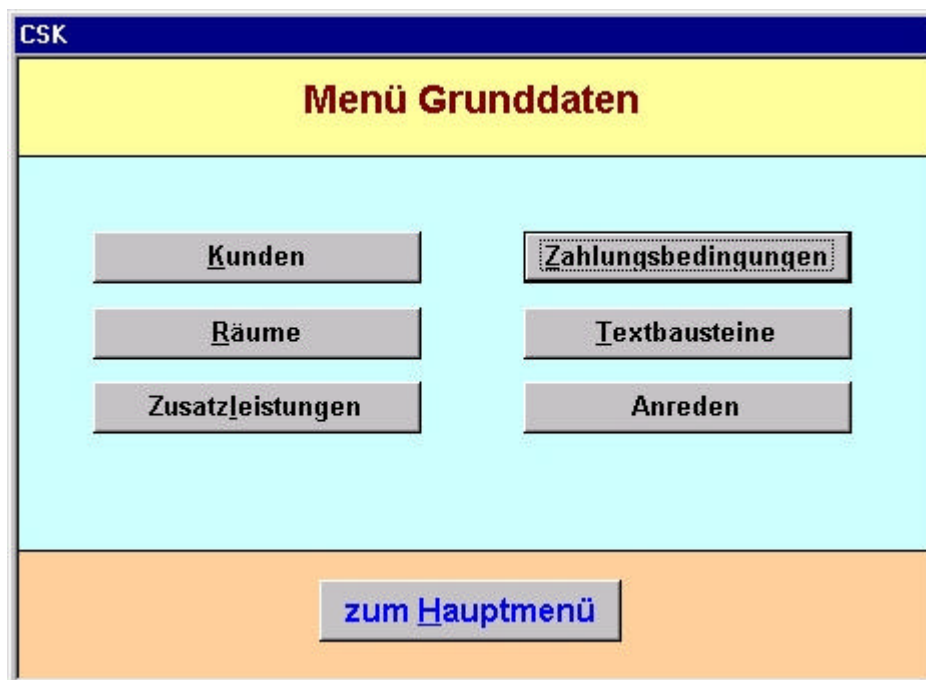 CSK
Menü Grunddaten
Kunden
Zahlungsbedingungen
Räume
Textbausteine
Zusatzleistungen
Anreden
zum Hauptmenü